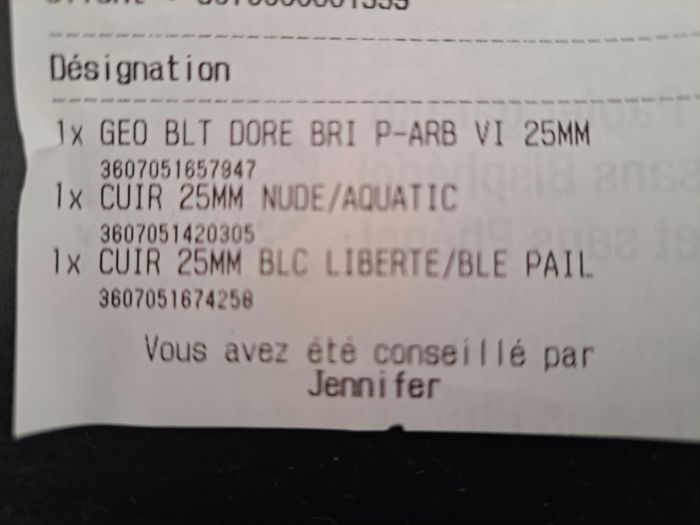 Désignation
1x GEO BLT DORE BRI P-ARB VI 25MM
3607051657947
1x CUIR 25MM NUDE/AQUATIC
3607051420305
1x CUIR 25MM BLC LIBERTE/BLE PAIL
3607051674258
Vous avez été conseillé par
Jennifer